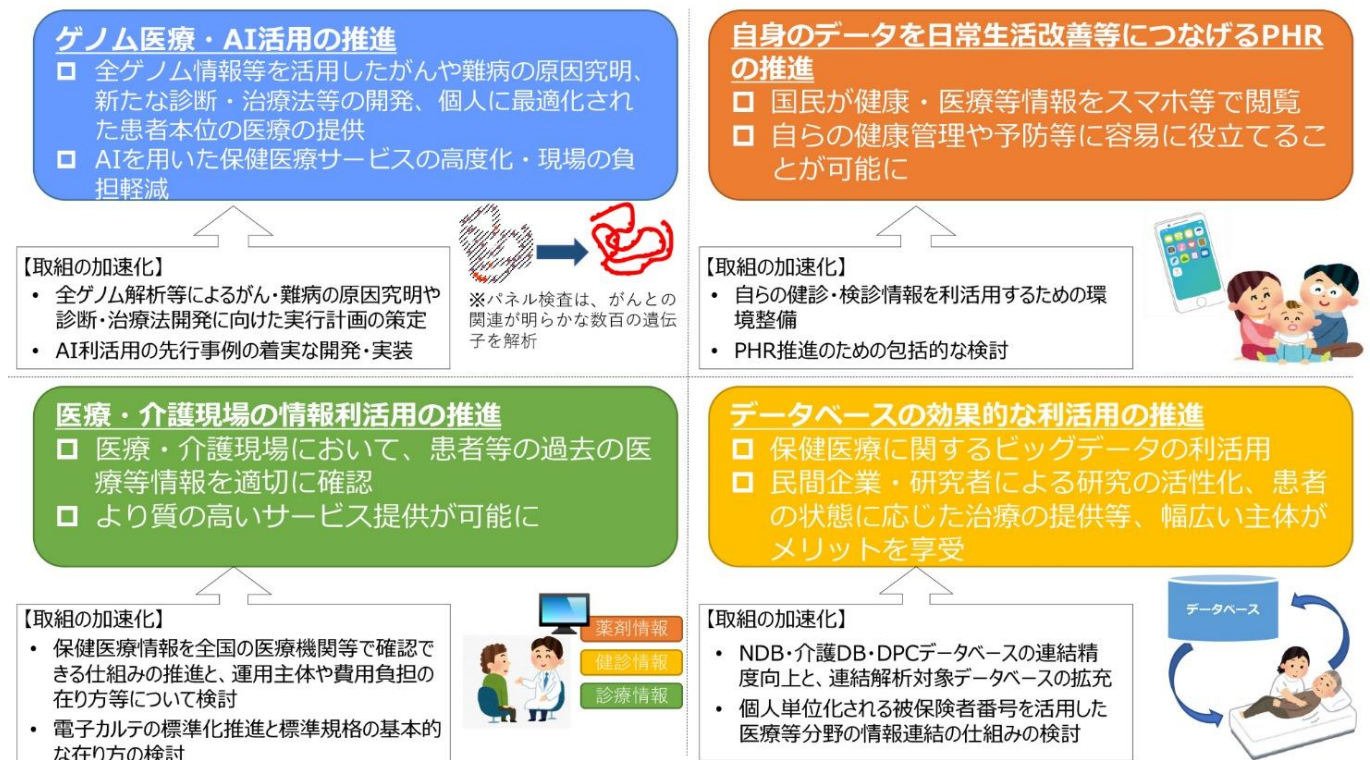 ゲノム医療・AI活用の推進
全ゲノム情報等を活用したがんや難病の原因究明、
新たな診断・治療法等の開発、個人に最適化され
た患者本位の医療の提供
AIを用いた保健医療サービスの高度化・現場の負
担軽減
【取組の加速化】
• 全ゲノム解析等によるがん・難病の原因究明や
診断・治療法開発に向けた実行計画の策定
• AI利活用の先行事例の着実な開発・実装
※パネル検査は、がんとの
関連が明らかな数百の遺伝
子を解析
自身のデータを日常生活改善等につなげるPHR
の推進
国民が健康・医療等情報をスマホ等で閲覧
自らの健康管理や予防等に容易に役立てるこ
とが可能に
【取組の加速化】
• 自らの健診・検診情報を利活用するための環
境整備
• PHR推進のための包括的な検討
医療・介護現場の情報利活用の推進
医療・介護現場において、患者等の過去の医
療等情報を適切に確認
より質の高いサービス提供が可能に
【取組の加速化】
• 保健医療情報を全国の医療機関等で確認で
きる仕組みの推進と、運用主体や費用負担の
在り方等について検討
• 電子カルテの標準化推進と標準規格の基本的
な在り方の検討
薬剤情報
健診情報
診療情報
データベースの効果的な利活用の推進
保健医療に関するビッグデータの利活用
民間企業・研究者による研究の活性化、患者
の状態に応じた治療の提供等、幅広い主体が
メリットを享受
【取組の加速化】
• NDB・介護DB・DPCデータベースの連結精
度向上と、連結解析対象データベースの拡充
• 個人単位化される被保険者番号を活用した
医療等分野の情報連結の仕組みの検討
データベース